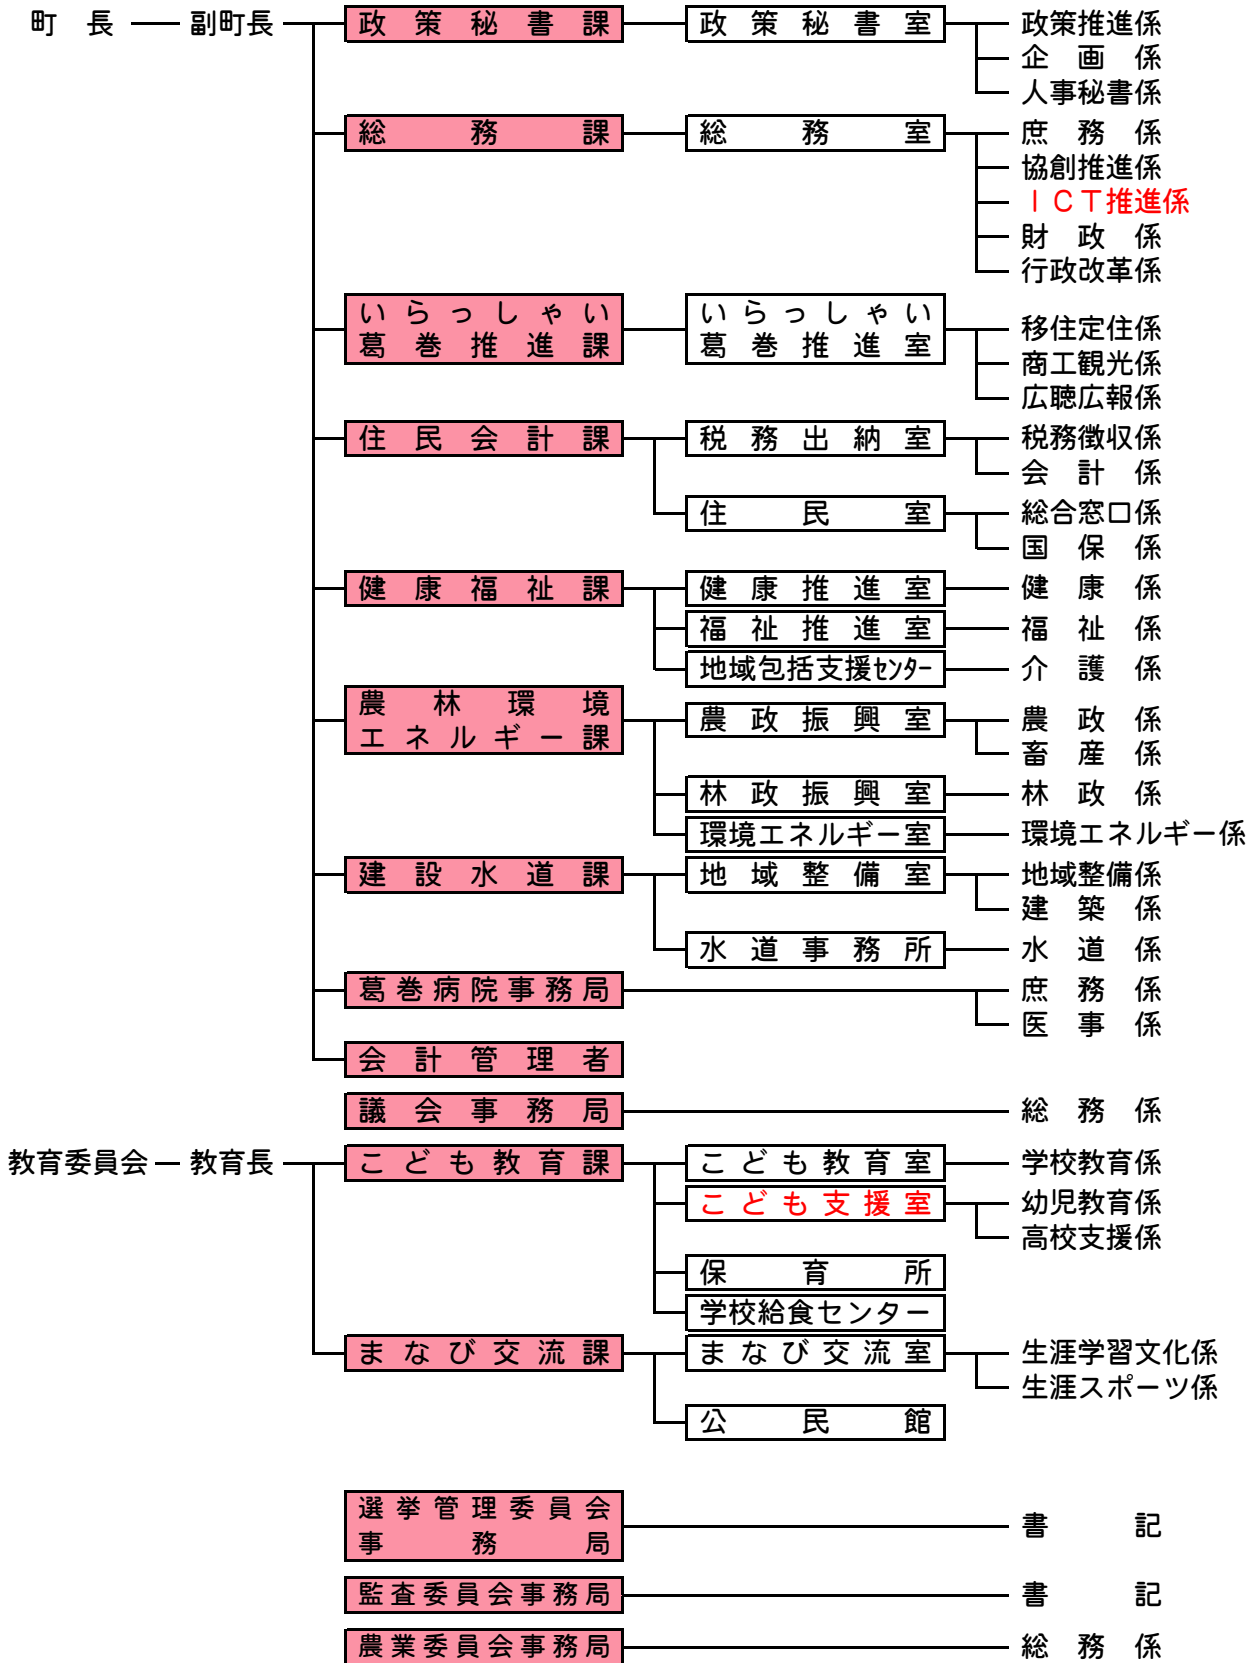 町長 副町長 政策秘書課 政策秘書室 政策推進係
企画係
人事秘書係
総務課 総務室 庶務係
協創推進係
ICT推進係
財政係
行政改革係
いらっしゃい いらっしゃい
葛巻推進課 葛巻推進室
移住定住係
商工観光係
広聴広報係
住民会計課 税務出納室 税務徴収係
会計係
住民室 総合窓口係
国保係
健康福祉課 健康推進室 健康係
福祉推進室 福祉係
地域包括支援センター 介護係
農林環境
エネルギー課
農政振興室 農政係
畜産係
林政振興室 林政係
環境エネルギー室 環境エネルギー係
建設水道課 地域整備室 地域整備係
建築係
水道事務所 水道係
葛巻病院事務局 庶務係
医事係
会計管理者
議会事務局 総務係
教育委員会 教育長 こども教育課 こども教育室 学校教育係
こども支援室 幼児教育係
高校支援係
保育所
学校給食センター
まなび交流課 まなび交流室 生涯学習文化係
生涯スポーツ係
公民館
選挙管理委員会
事務局
書記
監査委員会事務局 書記
農業委員会事務局 総務係